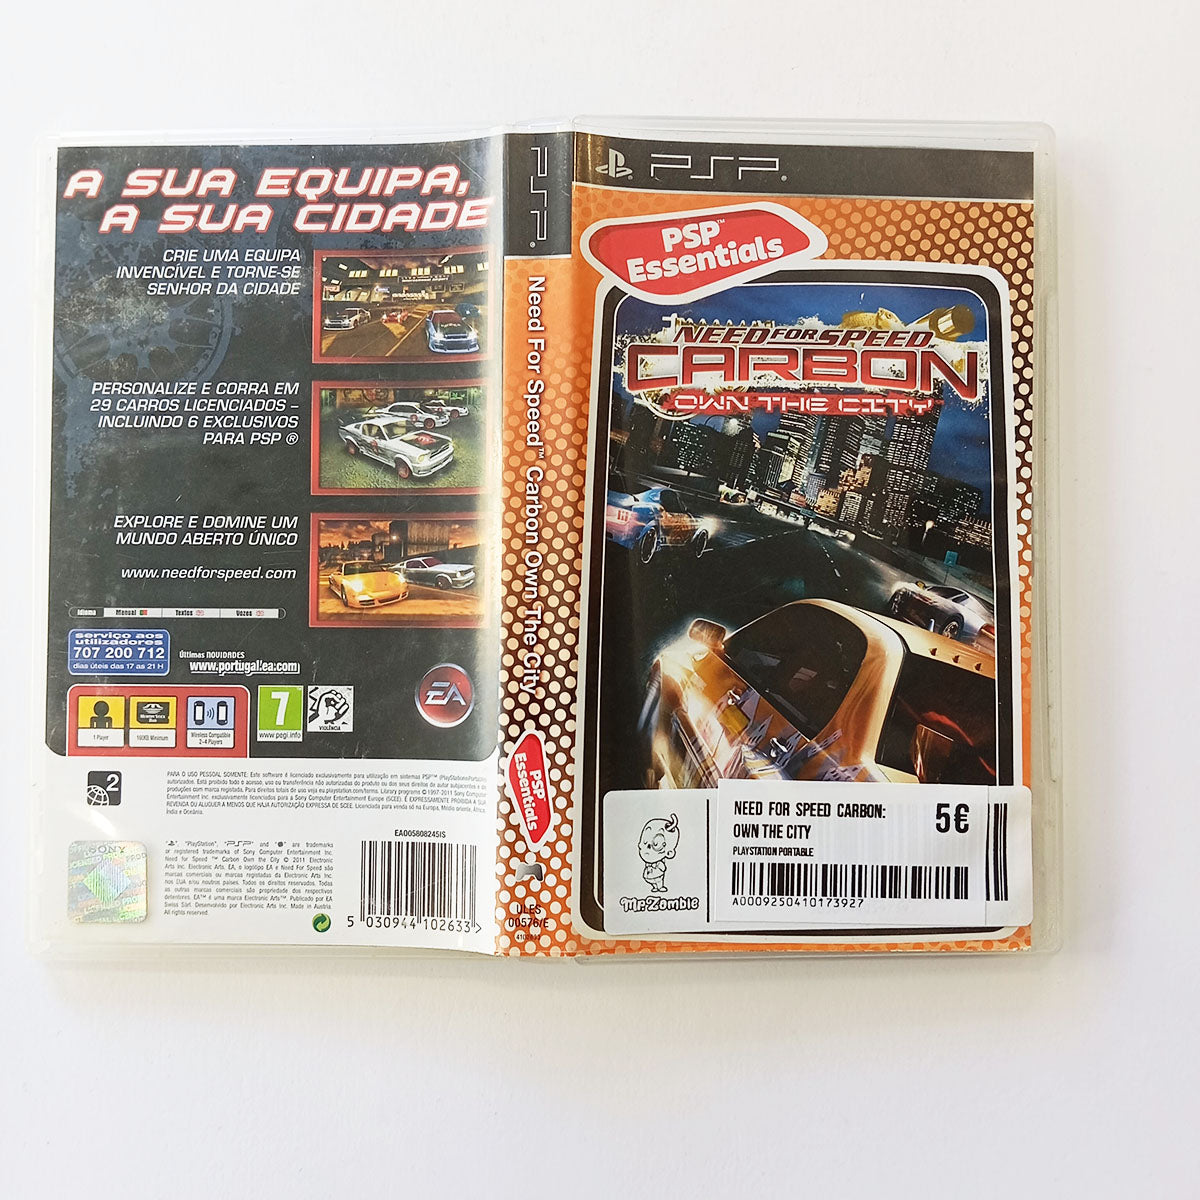 A SUA EQUIPA,
A SUA CIDADE
CRIE UMA EQUIPA
INVENCÍVEL E TORNE-SE
SENHOR DA CIDADE
PERSONALIZE E CORRA EM
29 CARROS LICENCIADOS –
INCLUINDO 6 EXCLUSIVOS
PARA PSP ®
EXPLORE E DOMINE UM
MUNDO ABERTO ÚNICO
www.needforspeed.com
Idioma Manual Textos Vozes
serviço aos
utilizadores
707 200 712
dias úteis das 17 às 21 H
Últimas NOVIDADES
www.portugal.ea.com
EA
1 Player
160KB Minimum
Wireless Compatible
2-4 Players
7
www.pegi.info
VIOLÊNCIA
2
EA005808245IS
SONY
5 030944 102633 >
PSP
Need For Speed™ Carbon Own The City
PSP
Essentials
ULES
00576/E
PSP
PSP™
Essentials
NEED FOR SPEED
CARBON
OWN THE CITY
NEED FOR SPEED CARBON:
OWN THE CITY
5€
PLAYSTATION PORTABLE
Mr. Zombie
A0009250410173927